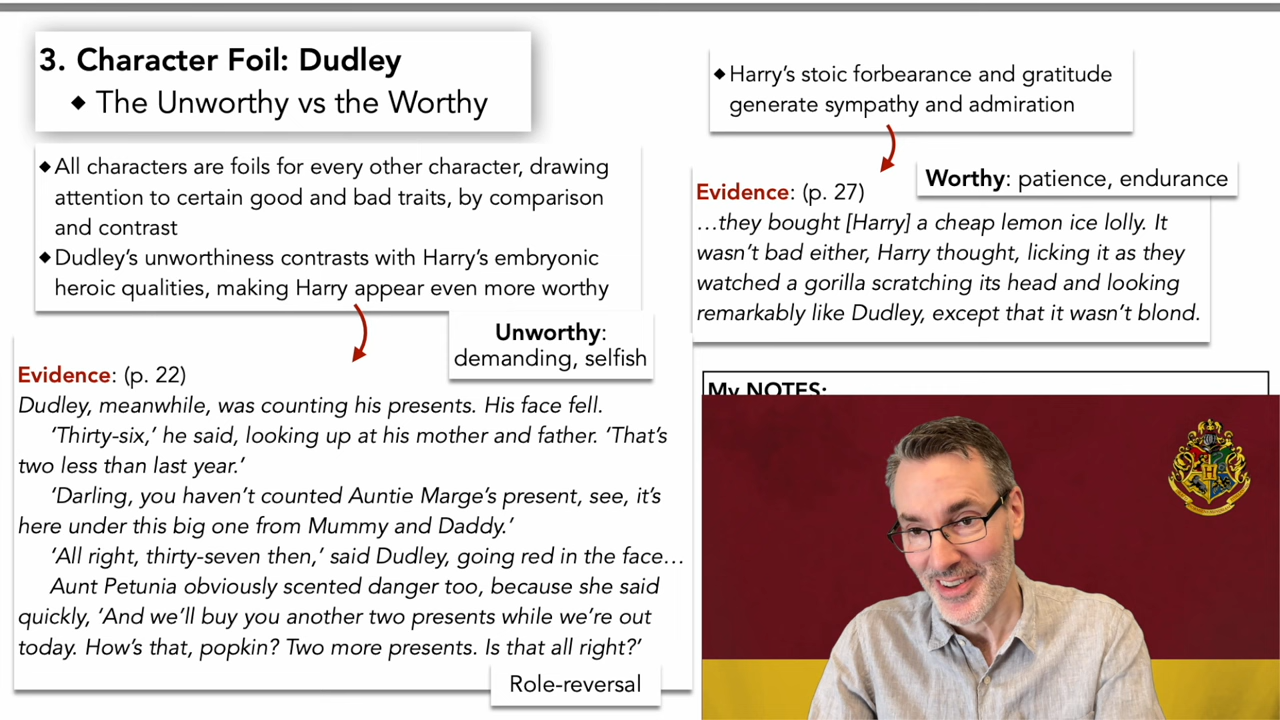 3. Character Foil: Dudley
◆ The Unworthy vs the Worthy
◆ All characters are foils for every other character, drawing
attention to certain good and bad traits, by comparison
and contrast
◆ Dudley’s unworthiness contrasts with Harry’s embryonic
heroic qualities, making Harry appear even more worthy
Unworthy:
demanding, selfish
Evidence: (p. 22)
Dudley, meanwhile, was counting his presents. His face fell.
‘Thirty-six,’ he said, looking up at his mother and father. ‘That’s
two less than last year.’
‘Darling, you haven’t counted Auntie Marge’s present, see, it’s
here under this big one from Mummy and Daddy.’
‘All right, thirty-seven then,’ said Dudley, going red in the face…
Aunt Petunia obviously scented danger too, because she said
quickly, ‘And we’ll buy you another two presents while we’re out
today. How’s that, popkin? Two more presents. Is that all right?’
Role-reversal
◆ Harry’s stoic forbearance and gratitude
generate sympathy and admiration
Worthy: patience, endurance
Evidence: (p. 27)
…they bought [Harry] a cheap lemon ice lolly. It
wasn’t bad either, Harry thought, licking it as they
watched a gorilla scratching its head and looking
remarkably like Dudley, except that it wasn’t blond.
My NOTES:
H